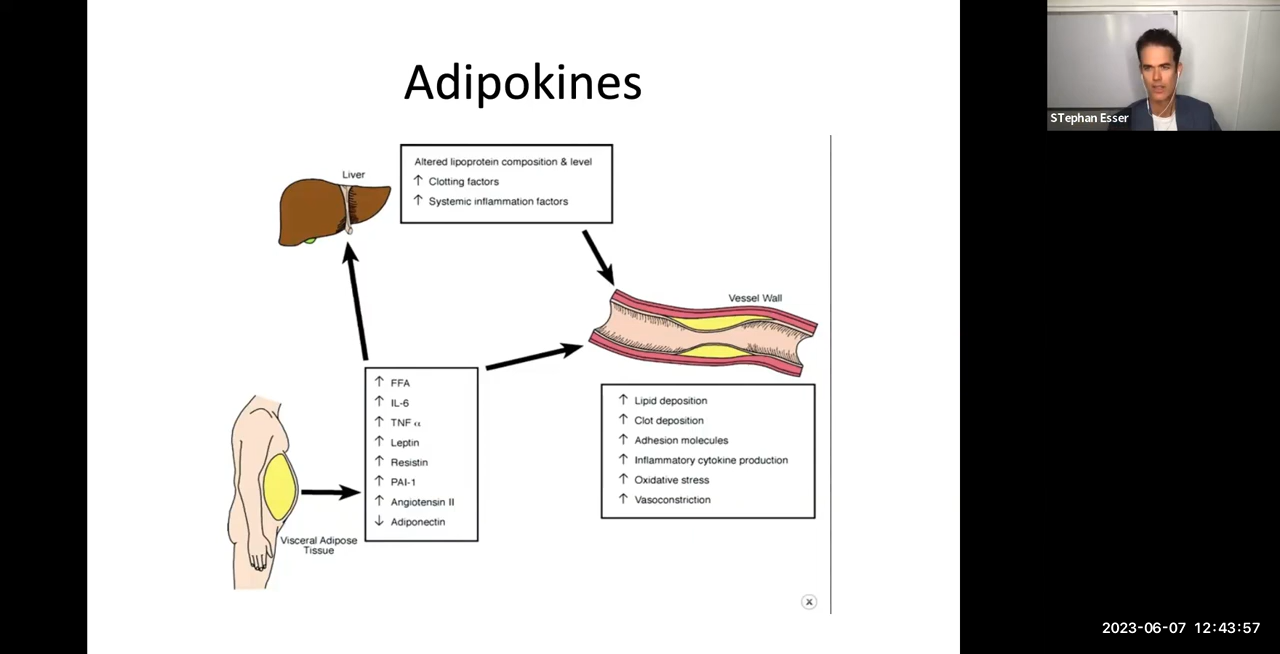 Adipokines
STephan Esser
Liver
Altered lipoprotein composition & level
↑ Clotting factors
↑ Systemic inflammation factors
Vessel Wall
↑ FFA
↑ IL-6
↑ TNF α
↑ Leptin
↑ Resistin
↑ PAI-1
↑ Angiotensin II
↓ Adiponectin
↑ Lipid deposition
↑ Clot deposition
↑ Adhesion molecules
↑ Inflammatory cytokine production
↑ Oxidative stress
↑ Vasoconstriction
Visceral Adipose
Tissue
X
2023-06-07 12:43:57